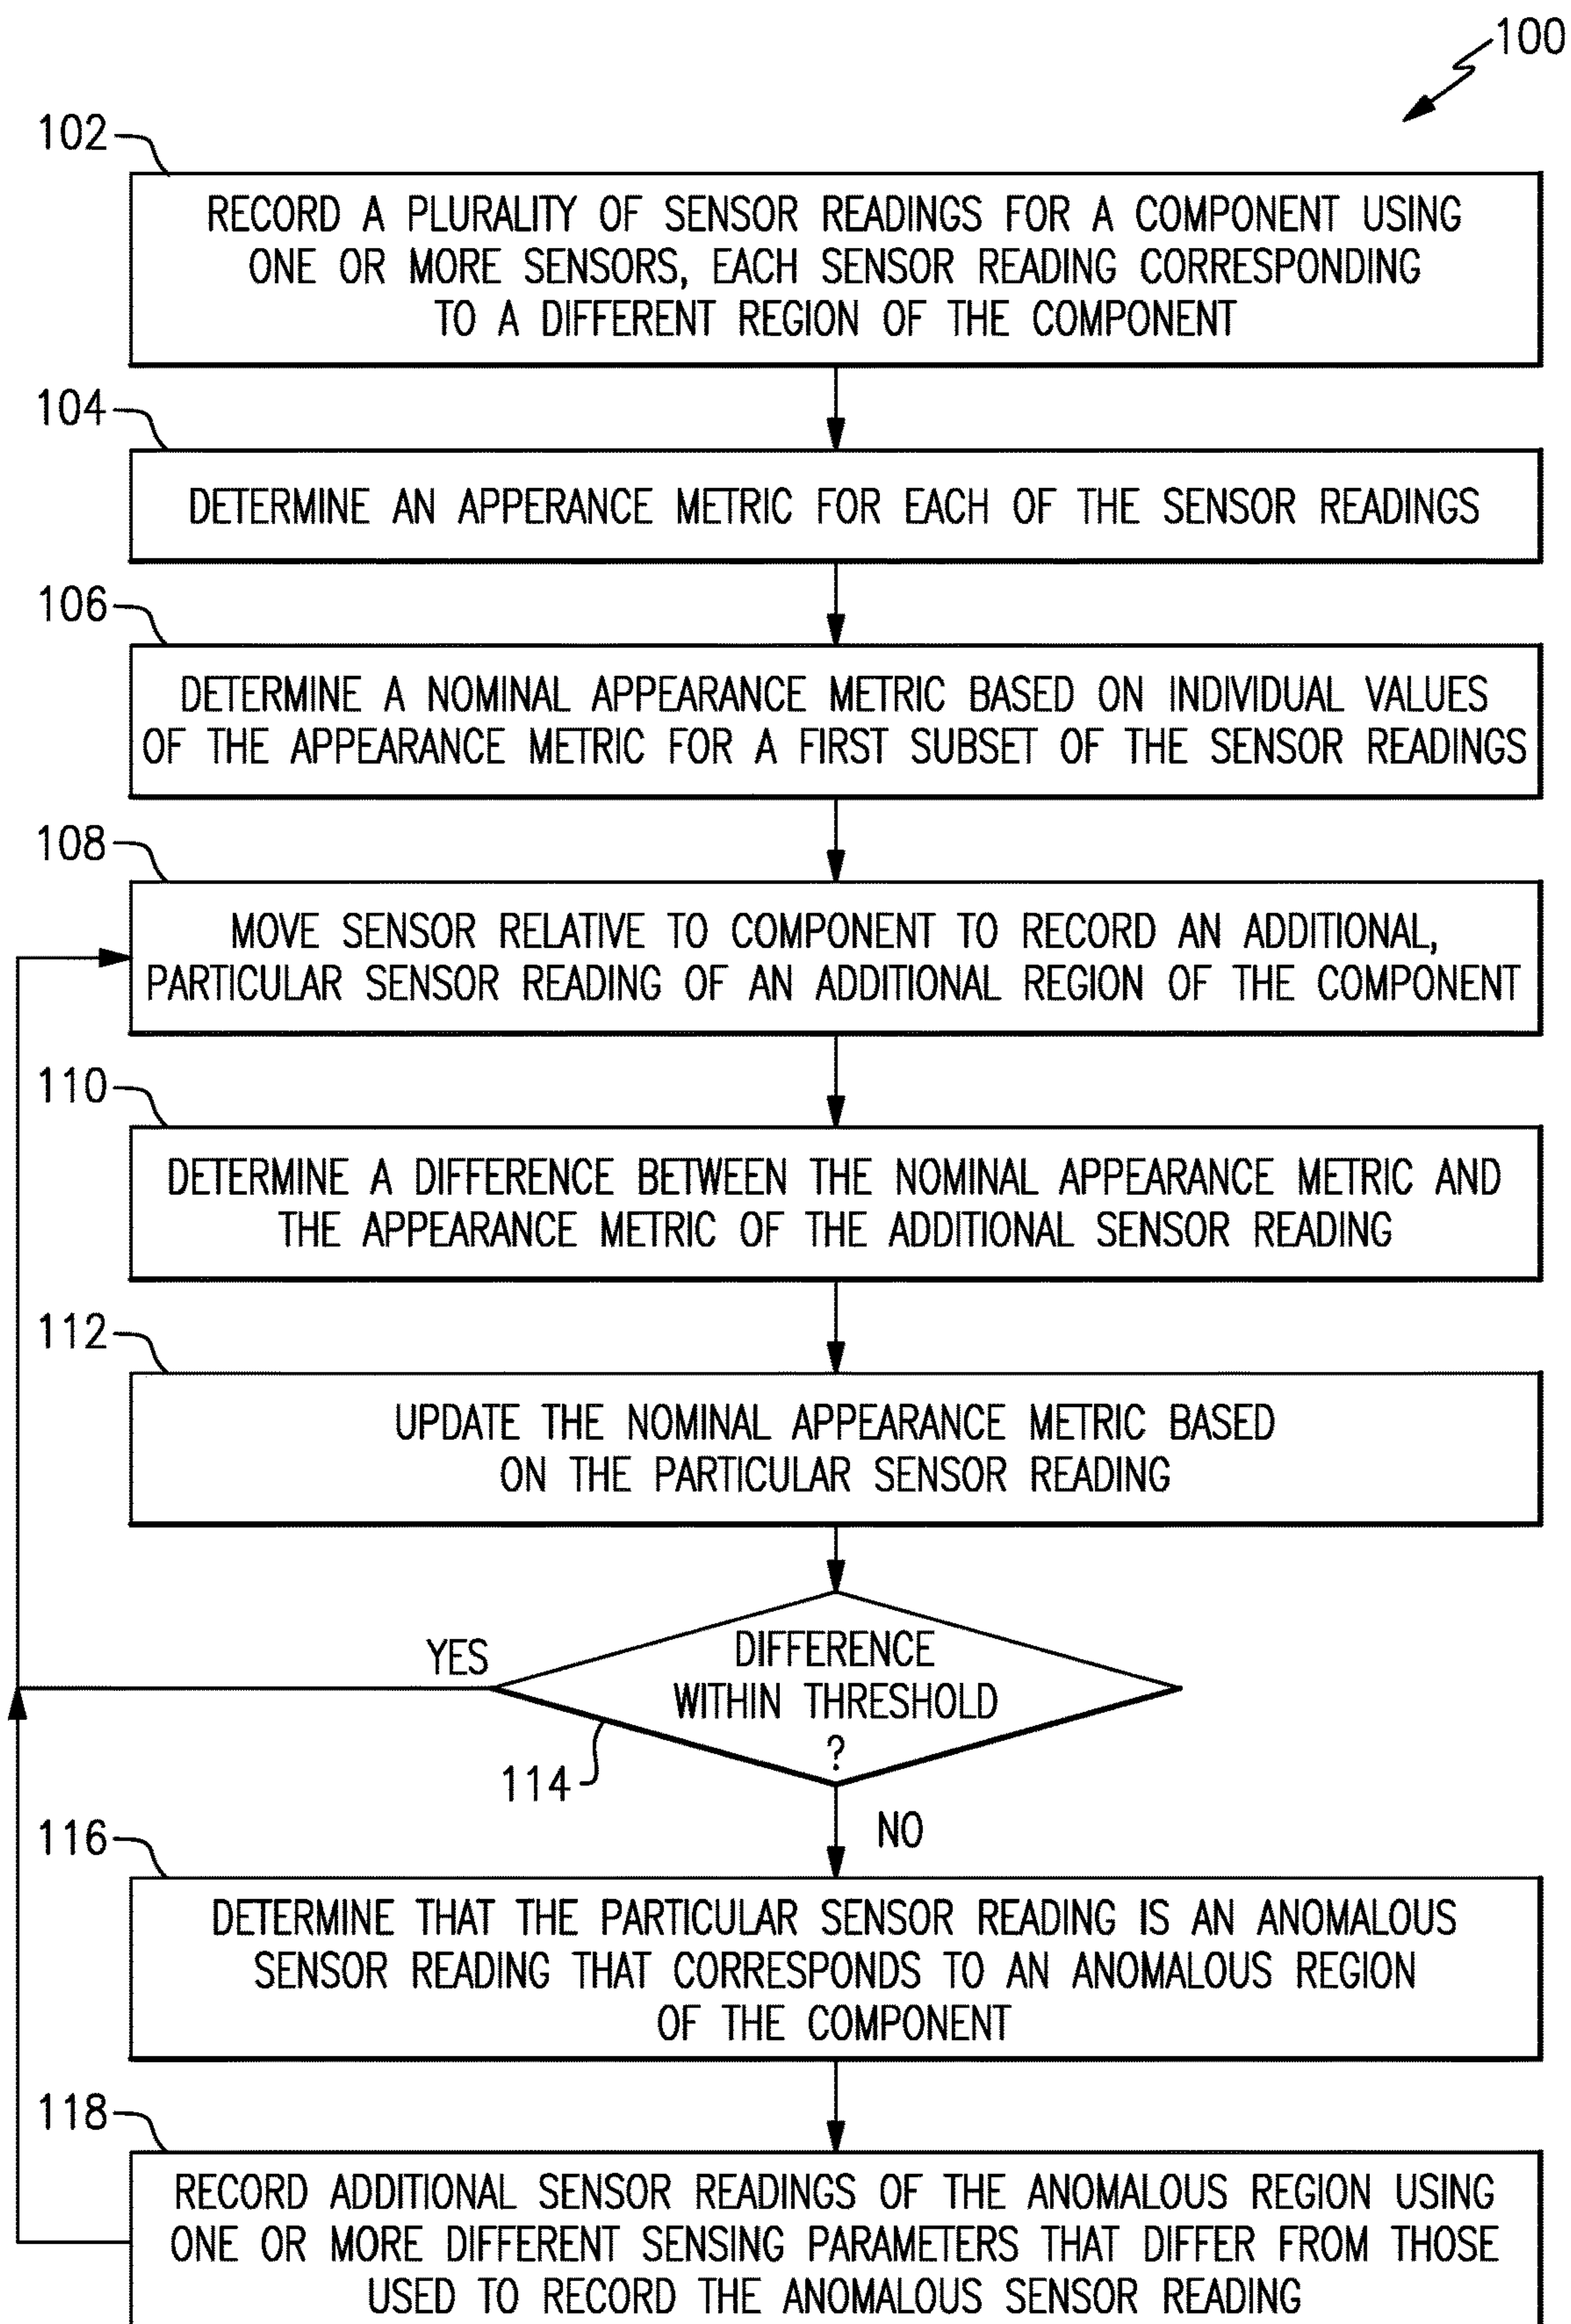 100
102
RECORD A PLURALITY OF SENSOR READINGS FOR A COMPONENT USING
ONE OR MORE SENSORS, EACH SENSOR READING CORRESPONDING
TO A DIFFERENT REGION OF THE COMPONENT
104
DETERMINE AN APPERANCE METRIC FOR EACH OF THE SENSOR READINGS
106
DETERMINE A NOMINAL APPEARANCE METRIC BASED ON INDIVIDUAL VALUES
OF THE APPEARANCE METRIC FOR A FIRST SUBSET OF THE SENSOR READINGS
108
MOVE SENSOR RELATIVE TO COMPONENT TO RECORD AN ADDITIONAL,
PARTICULAR SENSOR READING OF AN ADDITIONAL REGION OF THE COMPONENT
110
DETERMINE A DIFFERENCE BETWEEN THE NOMINAL APPEARANCE METRIC AND
THE APPEARANCE METRIC OF THE ADDITIONAL SENSOR READING
112
UPDATE THE NOMINAL APPEARANCE METRIC BASED
ON THE PARTICULAR SENSOR READING
YES
DIFFERENCE
WITHIN THRESHOLD
?
114
NO
116
DETERMINE THAT THE PARTICULAR SENSOR READING IS AN ANOMALOUS
SENSOR READING THAT CORRESPONDS TO AN ANOMALOUS REGION
OF THE COMPONENT
118
RECORD ADDITIONAL SENSOR READINGS OF THE ANOMALOUS REGION USING
ONE OR MORE DIFFERENT SENSING PARAMETERS THAT DIFFER FROM THOSE
USED TO RECORD THE ANOMALOUS SENSOR READING